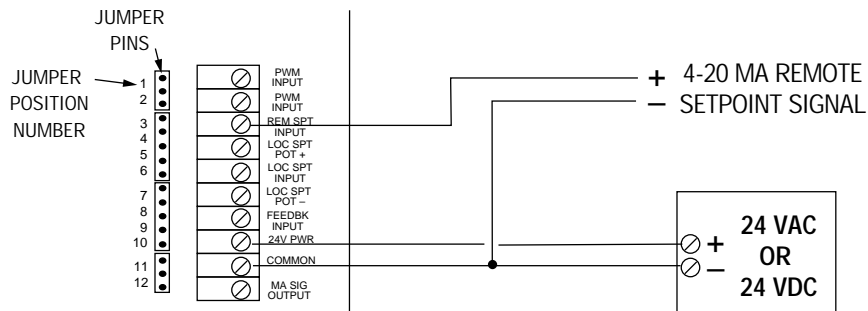 JUMPER
PINS
JUMPER
POSITION
NUMBER
1
2
3
4
5
6
7
8
9
10
11
12
PWM
INPUT
PWM
INPUT
REM SPT
INPUT
LOC SPT
POT +
LOC SPT
INPUT
LOC SPT
POT –
FEEDBK
INPUT
24V PWR
COMMON
MA SIG
OUTPUT
+ 4-20 MA REMOTE
– SETPOINT SIGNAL
+
–
24 VAC
OR
24 VDC